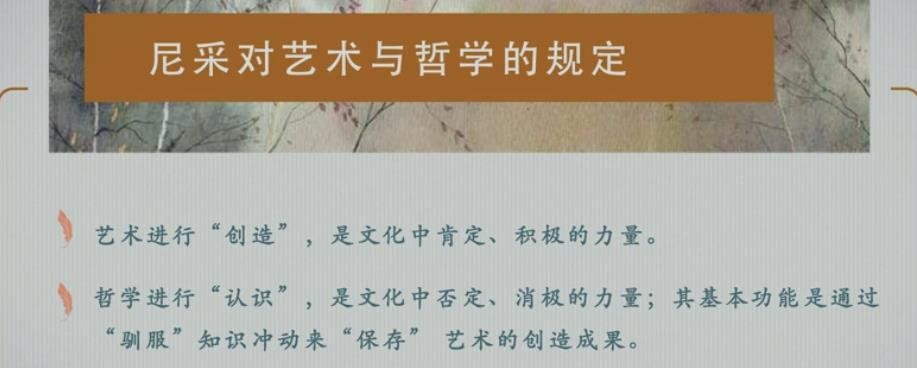 尼采对艺术与哲学的规定
艺术进行“创造”，是文化中肯定、积极的力量。
哲学进行“认识”，是文化中否定、消极的力量；其基本功能是通过
“驯服”知识冲动来“保存” 艺术的创造成果。